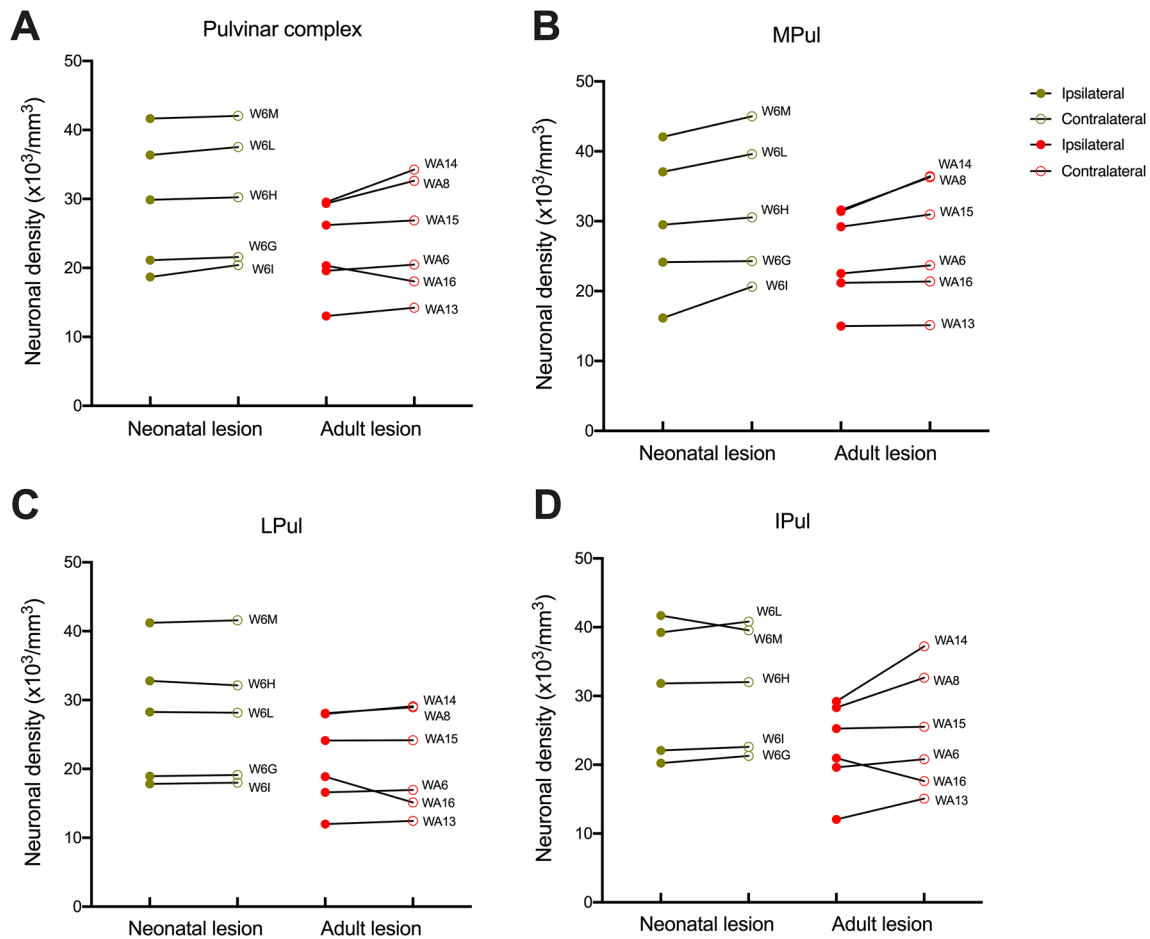 A
Pulvinar complex
Neuronal density (x10³/mm³)
50
40
30
20
10
0
W6M
W6L
W6H
W6G
W6I
WA14
WA8
WA15
WA6
WA16
WA13
Neonatal lesion
Adult lesion
B
MPul
Neuronal density (x10³/mm³)
50
40
30
20
10
0
W6M
W6L
W6H
W6G
W6I
WA14
WA8
WA15
WA6
WA16
WA13
Neonatal lesion
Adult lesion
Ipsilateral
Contralateral
Ipsilateral
Contralateral
C
LPul
Neuronal density (x10³/mm³)
50
40
30
20
10
0
W6M
W6H
W6L
W6G
W6I
WA14
WA8
WA15
WA6
WA16
WA13
Neonatal lesion
Adult lesion
D
IPul
Neuronal density (x10³/mm³)
50
40
30
20
10
0
W6L
W6M
W6H
W6I
W6G
WA14
WA8
WA15
WA6
WA16
WA13
Neonatal lesion
Adult lesion